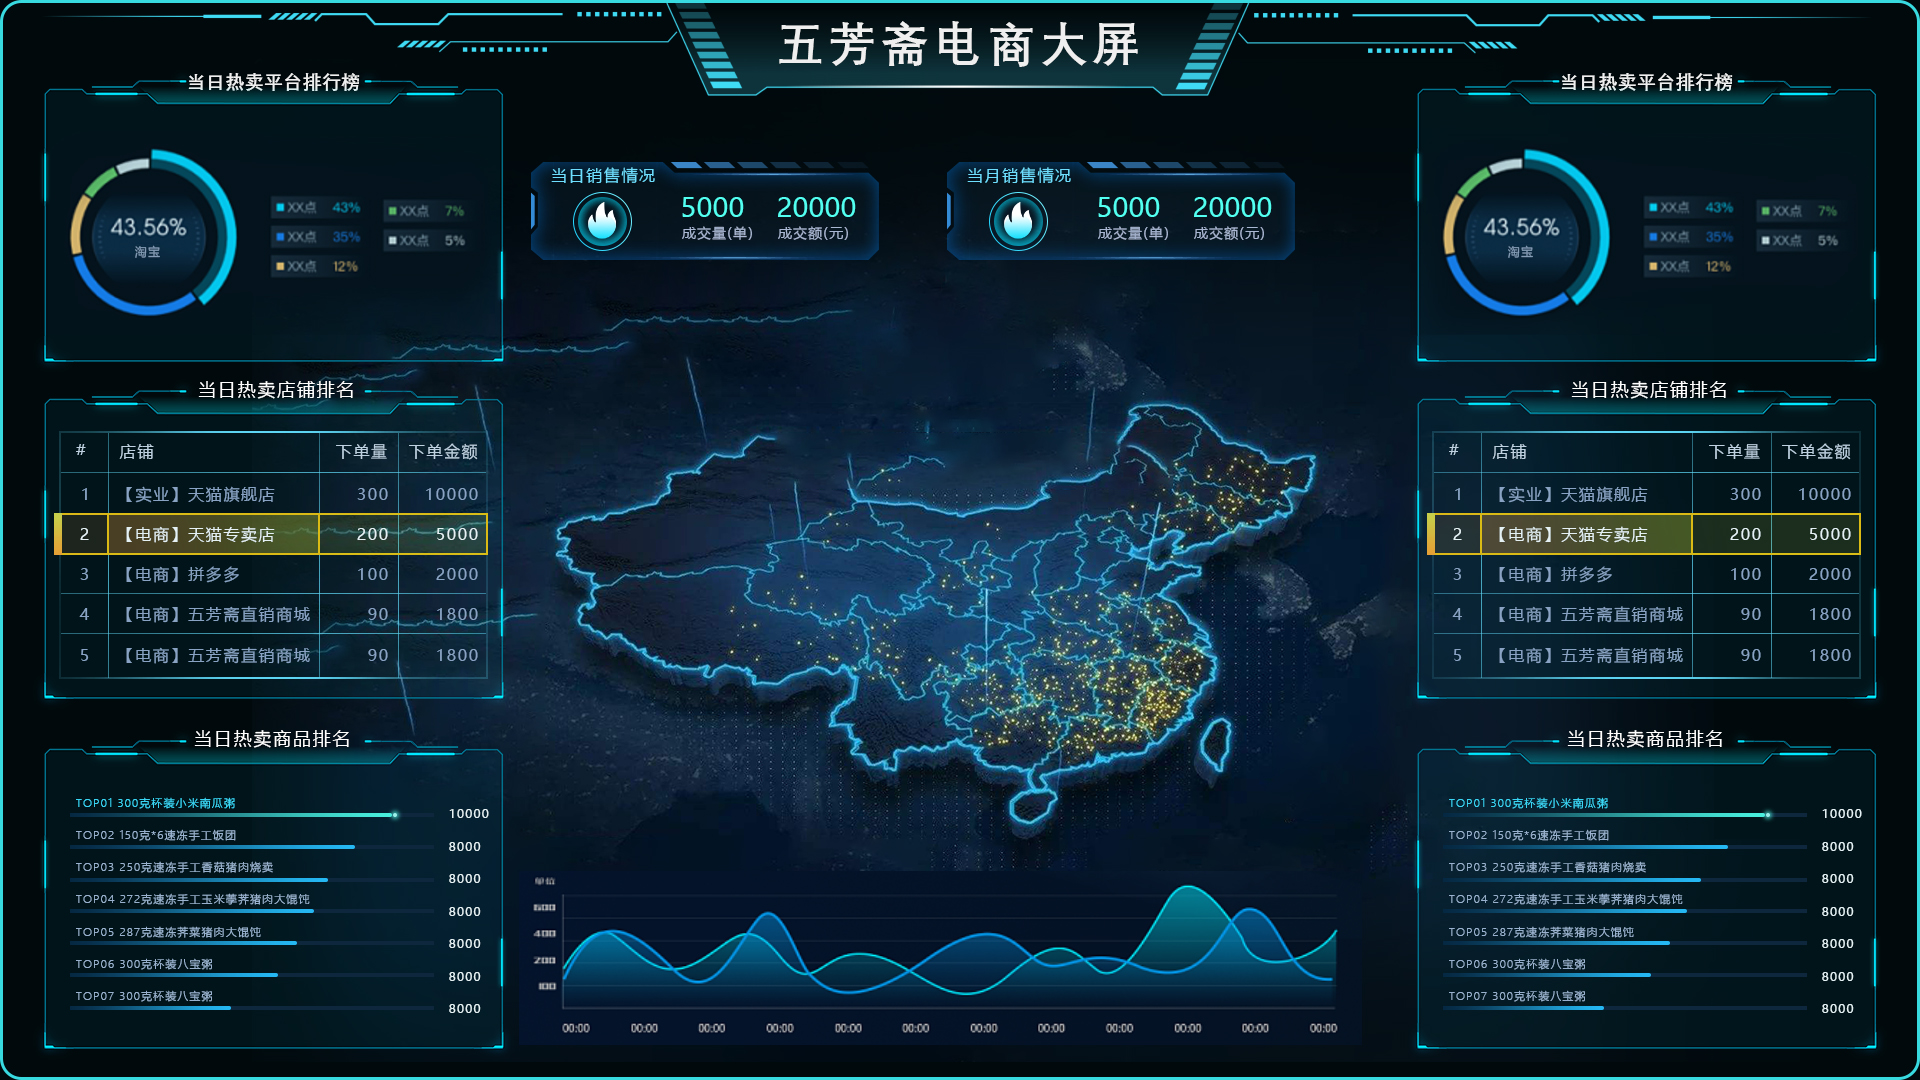 五芳斋电商大屏
当日热卖平台排行榜
43.56%
淘宝
XX点 43% XX点 7%
XX点 35% XX点 5%
XX点 12%
当日热卖店铺排名
# 店铺 下单量 下单金额
1 【实业】天猫旗舰店 300 10000
2 【电商】天猫专卖店 200 5000
3 【电商】拼多多 100 2000
4 【电商】五芳斋直销商城 90 1800
5 【电商】五芳斋直销商城 90 1800
当日热卖商品排名
TOP01 300克杯装小米南瓜粥 10000
TOP02 150克*6速冻手工饭团 8000
TOP03 250克速冻手工香菇猪肉烧卖 8000
TOP04 272克速冻手工玉米荸荠猪肉大馄饨 8000
TOP05 287克速冻荠菜猪肉大馄饨 8000
TOP06 300克杯装八宝粥 8000
TOP07 300克杯装八宝粥 8000
当日销售情况
5000 20000
成交量(单) 成交额(元)
当月销售情况
5000 20000
成交量(单) 成交额(元)
单位
600
400
200
100
00:00 00:00 00:00 00:00 00:00 00:00 00:00 00:00 00:00 00:00 00:00 00:00
当日热卖平台排行榜
43.56%
淘宝
XX点 43% XX点 7%
XX点 35% XX点 5%
XX点 12%
当日热卖店铺排名
# 店铺 下单量 下单金额
1 【实业】天猫旗舰店 300 10000
2 【电商】天猫专卖店 200 5000
3 【电商】拼多多 100 2000
4 【电商】五芳斋直销商城 90 1800
5 【电商】五芳斋直销商城 90 1800
当日热卖商品排名
TOP01 300克杯装小米南瓜粥 10000
TOP02 150克*6速冻手工饭团 8000
TOP03 250克速冻手工香菇猪肉烧卖 8000
TOP04 272克速冻手工玉米荸荠猪肉大馄饨 8000
TOP05 287克速冻荠菜猪肉大馄饨 8000
TOP06 300克杯装八宝粥 8000
TOP07 300克杯装八宝粥 8000